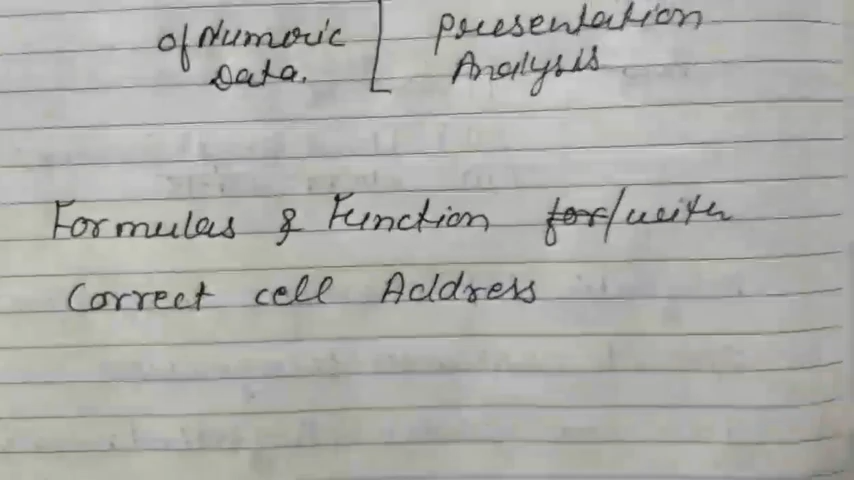 of Numeric Presentation
Data. Analysis
Formulas & Function for/with
Correct cell Address